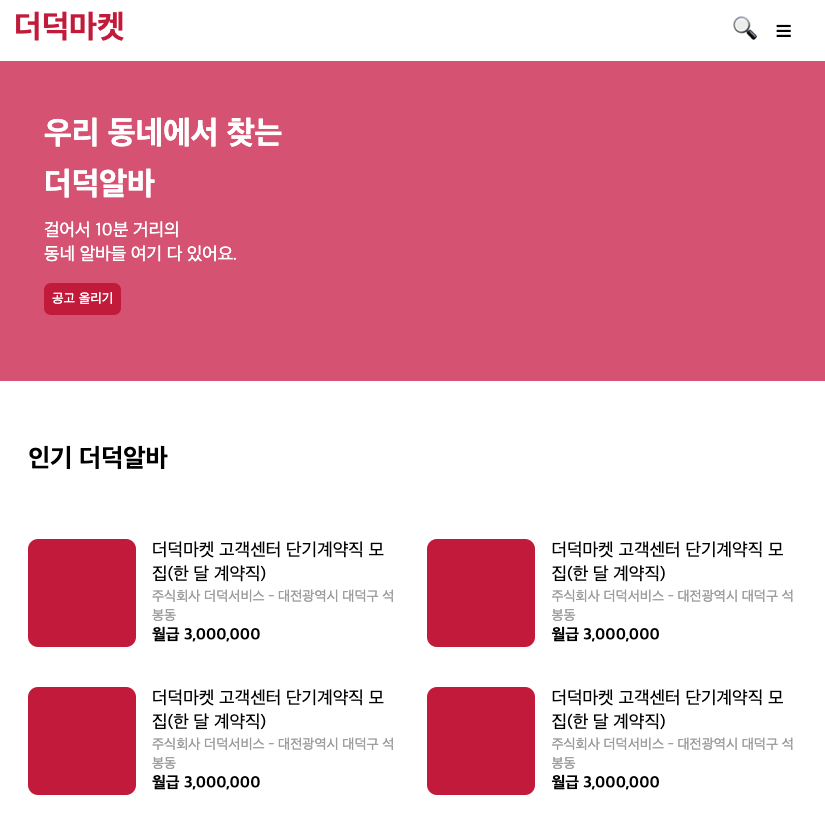 더덕마켓
우리 동네에서 찾는
더덕알바
걸어서 10분 거리의
동네 알바들 여기 다 있어요.
공고 올리기
인기 더덕알바
더덕마켓 고객센터 단기계약직 모
집(한 달 계약직)
주식회사 더덕서비스 - 대전광역시 대덕구 석
봉동
월급 3,000,000
더덕마켓 고객센터 단기계약직 모
집(한 달 계약직)
주식회사 더덕서비스 - 대전광역시 대덕구 석
봉동
월급 3,000,000
더덕마켓 고객센터 단기계약직 모
집(한 달 계약직)
주식회사 더덕서비스 - 대전광역시 대덕구 석
봉동
월급 3,000,000
더덕마켓 고객센터 단기계약직 모
집(한 달 계약직)
주식회사 더덕서비스 - 대전광역시 대덕구 석
봉동
월급 3,000,000